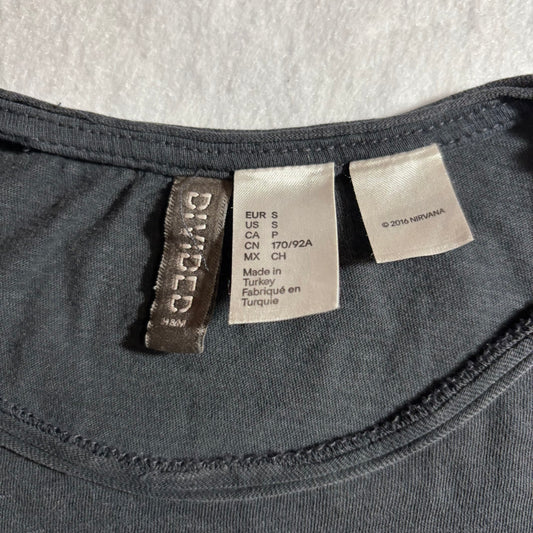 DIVIDED
H&M
EUR S
US S
CA P
CN 170/92A
MX CH
Made in
Turkey
Fabriqué en
Turquie
© 2016 NIRVANA